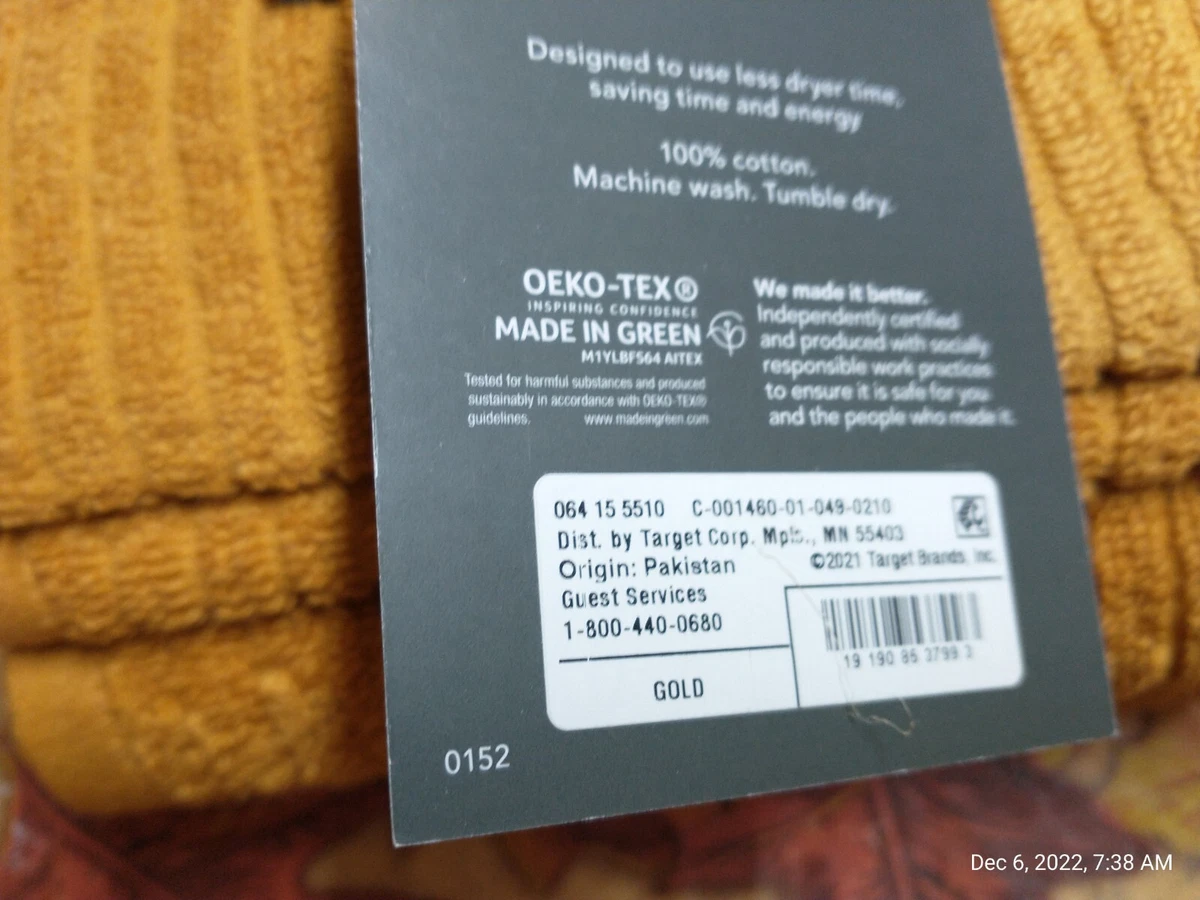 Designed to use less dryer time,
saving time and energy
100% cotton.
Machine wash. Tumble dry.
OEKO-TEX®
INSPIRING CONFIDENCE
MADE IN GREEN
M1YLBFS64 AITEX
Tested for harmful substances and produced
sustainably in accordance with OEKO-TEX®
guidelines. www.madeingreen.com
We made it better.
Independently certified
and produced with socially
responsible work practices
to ensure it is safe for you
and the people who made it.
064 15 5510 C-001460-01-049-0210
Dist. by Target Corp. Mpls., MN 55403
©2021 Target Brands, Inc.
Origin: Pakistan
Guest Services
1-800-440-0680
19 190 85 3799 3
GOLD
0152
Dec 6, 2022, 7:38 AM